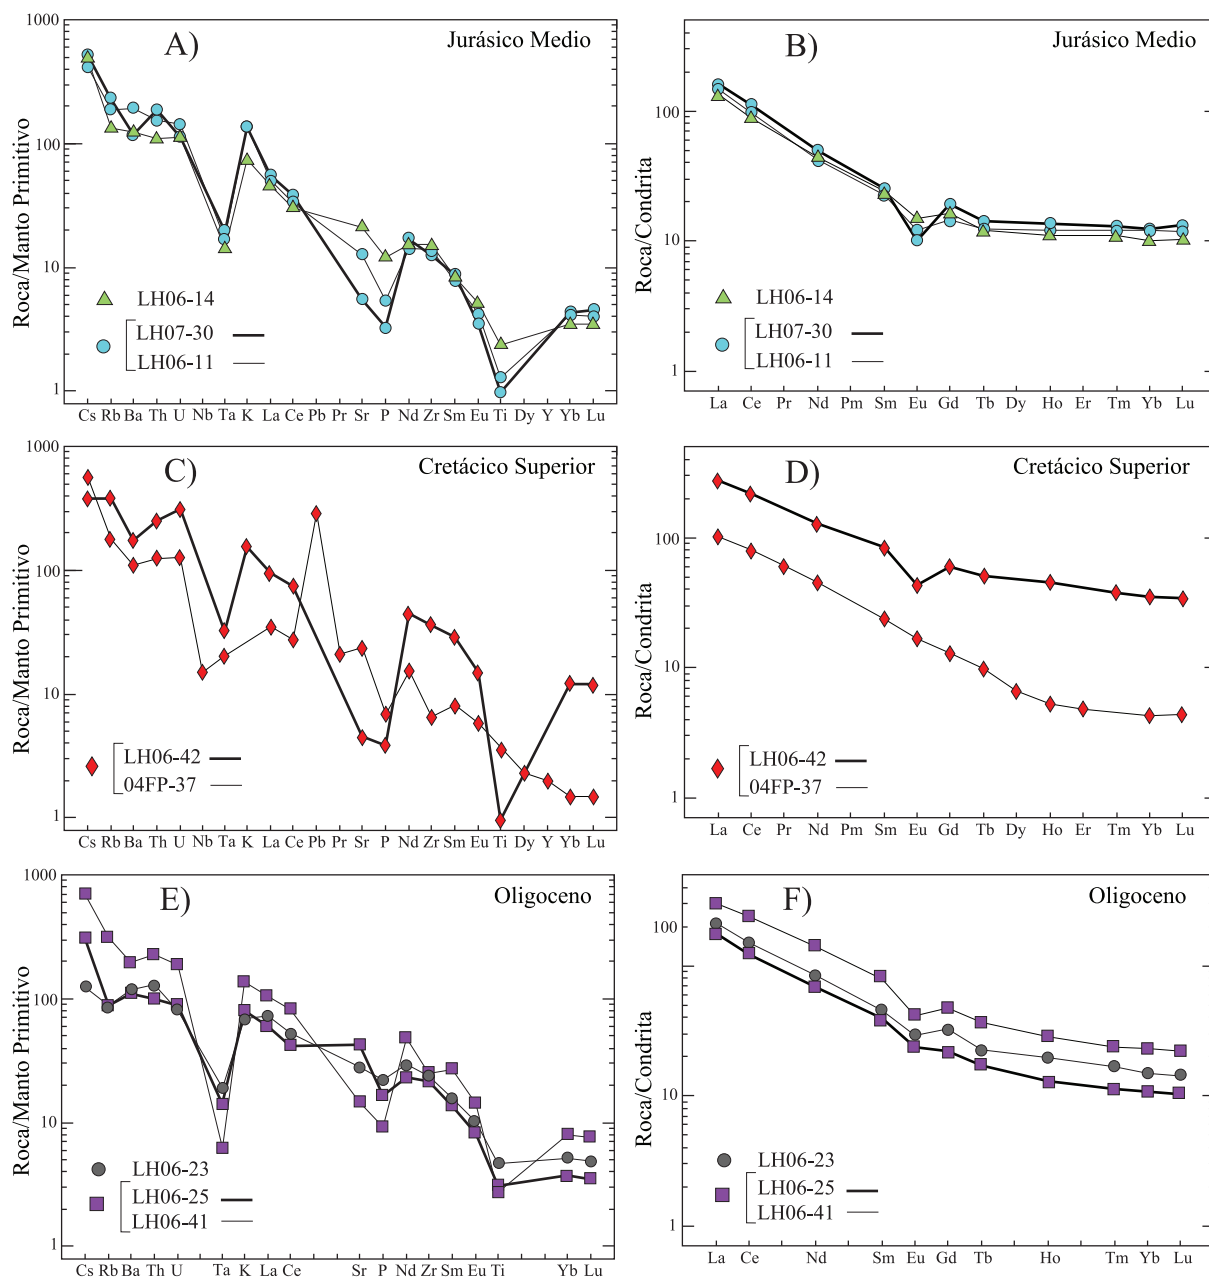 A)
Jurásico Medio
Roca/Manto Primitivo
1000
100
10
1
LH06-14
LH07-30
LH06-11
Cs Rb Ba Th U Nb Ta K La Ce Pb Pr Sr P Nd Zr Sm Eu Ti Dy Y Yb Lu
B)
Jurásico Medio
Roca/Condrita
100
10
1
LH06-14
LH07-30
LH06-11
La Ce Pr Nd Pm Sm Eu Gd Tb Dy Ho Er Tm Yb Lu
C)
Cretácico Superior
Roca/Manto Primitivo
1000
100
10
1
LH06-42
04FP-37
Cs Rb Ba Th U Nb Ta K La Ce Pb Pr Sr P Nd Zr Sm Eu Ti Dy Y Yb Lu
D)
Cretácico Superior
Roca/Condrita
100
10
1
LH06-42
04FP-37
La Ce Pr Nd Pm Sm Eu Gd Tb Dy Ho Er Tm Yb Lu
E)
Oligoceno
Roca/Manto Primitivo
1000
100
10
1
LH06-23
LH06-25
LH06-41
Cs Rb Ba Th U Ta K La Ce Sr P Nd Zr Sm Eu Ti Yb Lu
F)
Oligoceno
Roca/Condrita
100
10
1
LH06-23
LH06-25
LH06-41
La Ce Nd Sm Eu Gd Tb Ho Tm Yb Lu